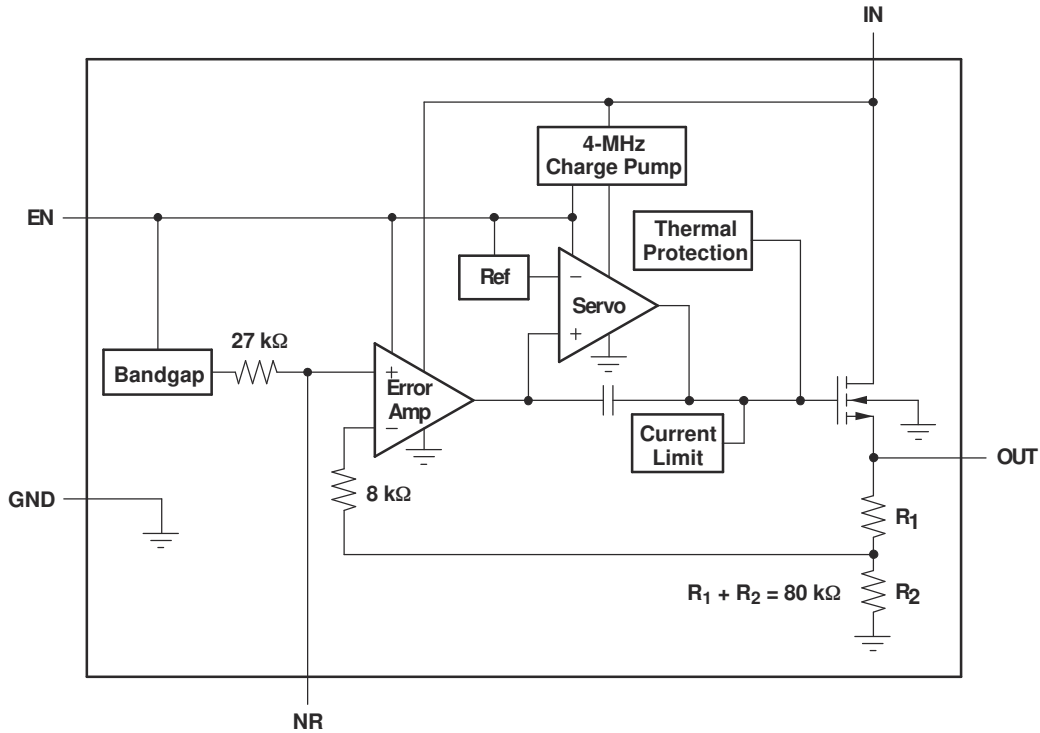 IN
4-MHz
Charge Pump
EN
Thermal
Protection
Ref
−
Servo
+
27 kΩ
Bandgap
+
Error
Amp
−
Current
Limit
OUT
8 kΩ
GND
R1
R1 + R2 = 80 kΩ
R2
NR